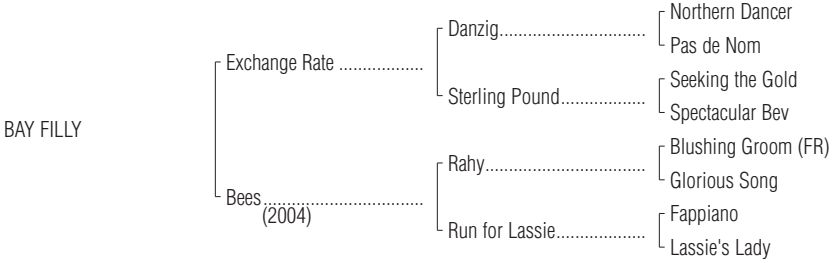 Northern Dancer
Danzig..............................
Pas de Nom
Exchange Rate .................
Seeking the Gold
Sterling Pound.................
Spectacular Bev
BAY FILLY
Blushing Groom (FR)
Rahy................................
Glorious Song
Bees................................
(2004)
Fappiano
Run for Lassie..................
Lassie's Lady